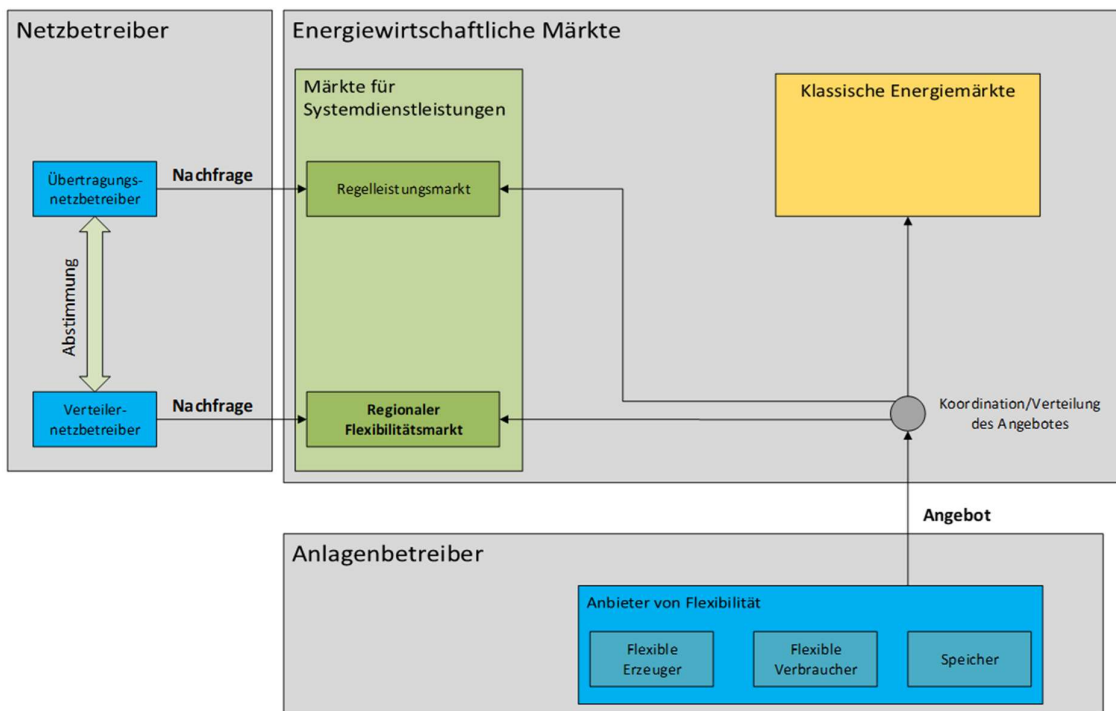 Netzbetreiber
Energiewirtschaftliche Märkte
Märkte für
Systemdienstleistungen
Klassische Energiemärkte
Übertragungs-
netzbetreiber
Nachfrage
Regelleistungsmarkt
Abstimmung
Verteiler-
netzbetreiber
Nachfrage
Regionaler
Flexibilitätsmarkt
Koordination/Verteilung
des Angebotes
Angebot
Anlagenbetreiber
Anbieter von Flexibilität
Flexible
Erzeuger
Flexible
Verbraucher
Speicher